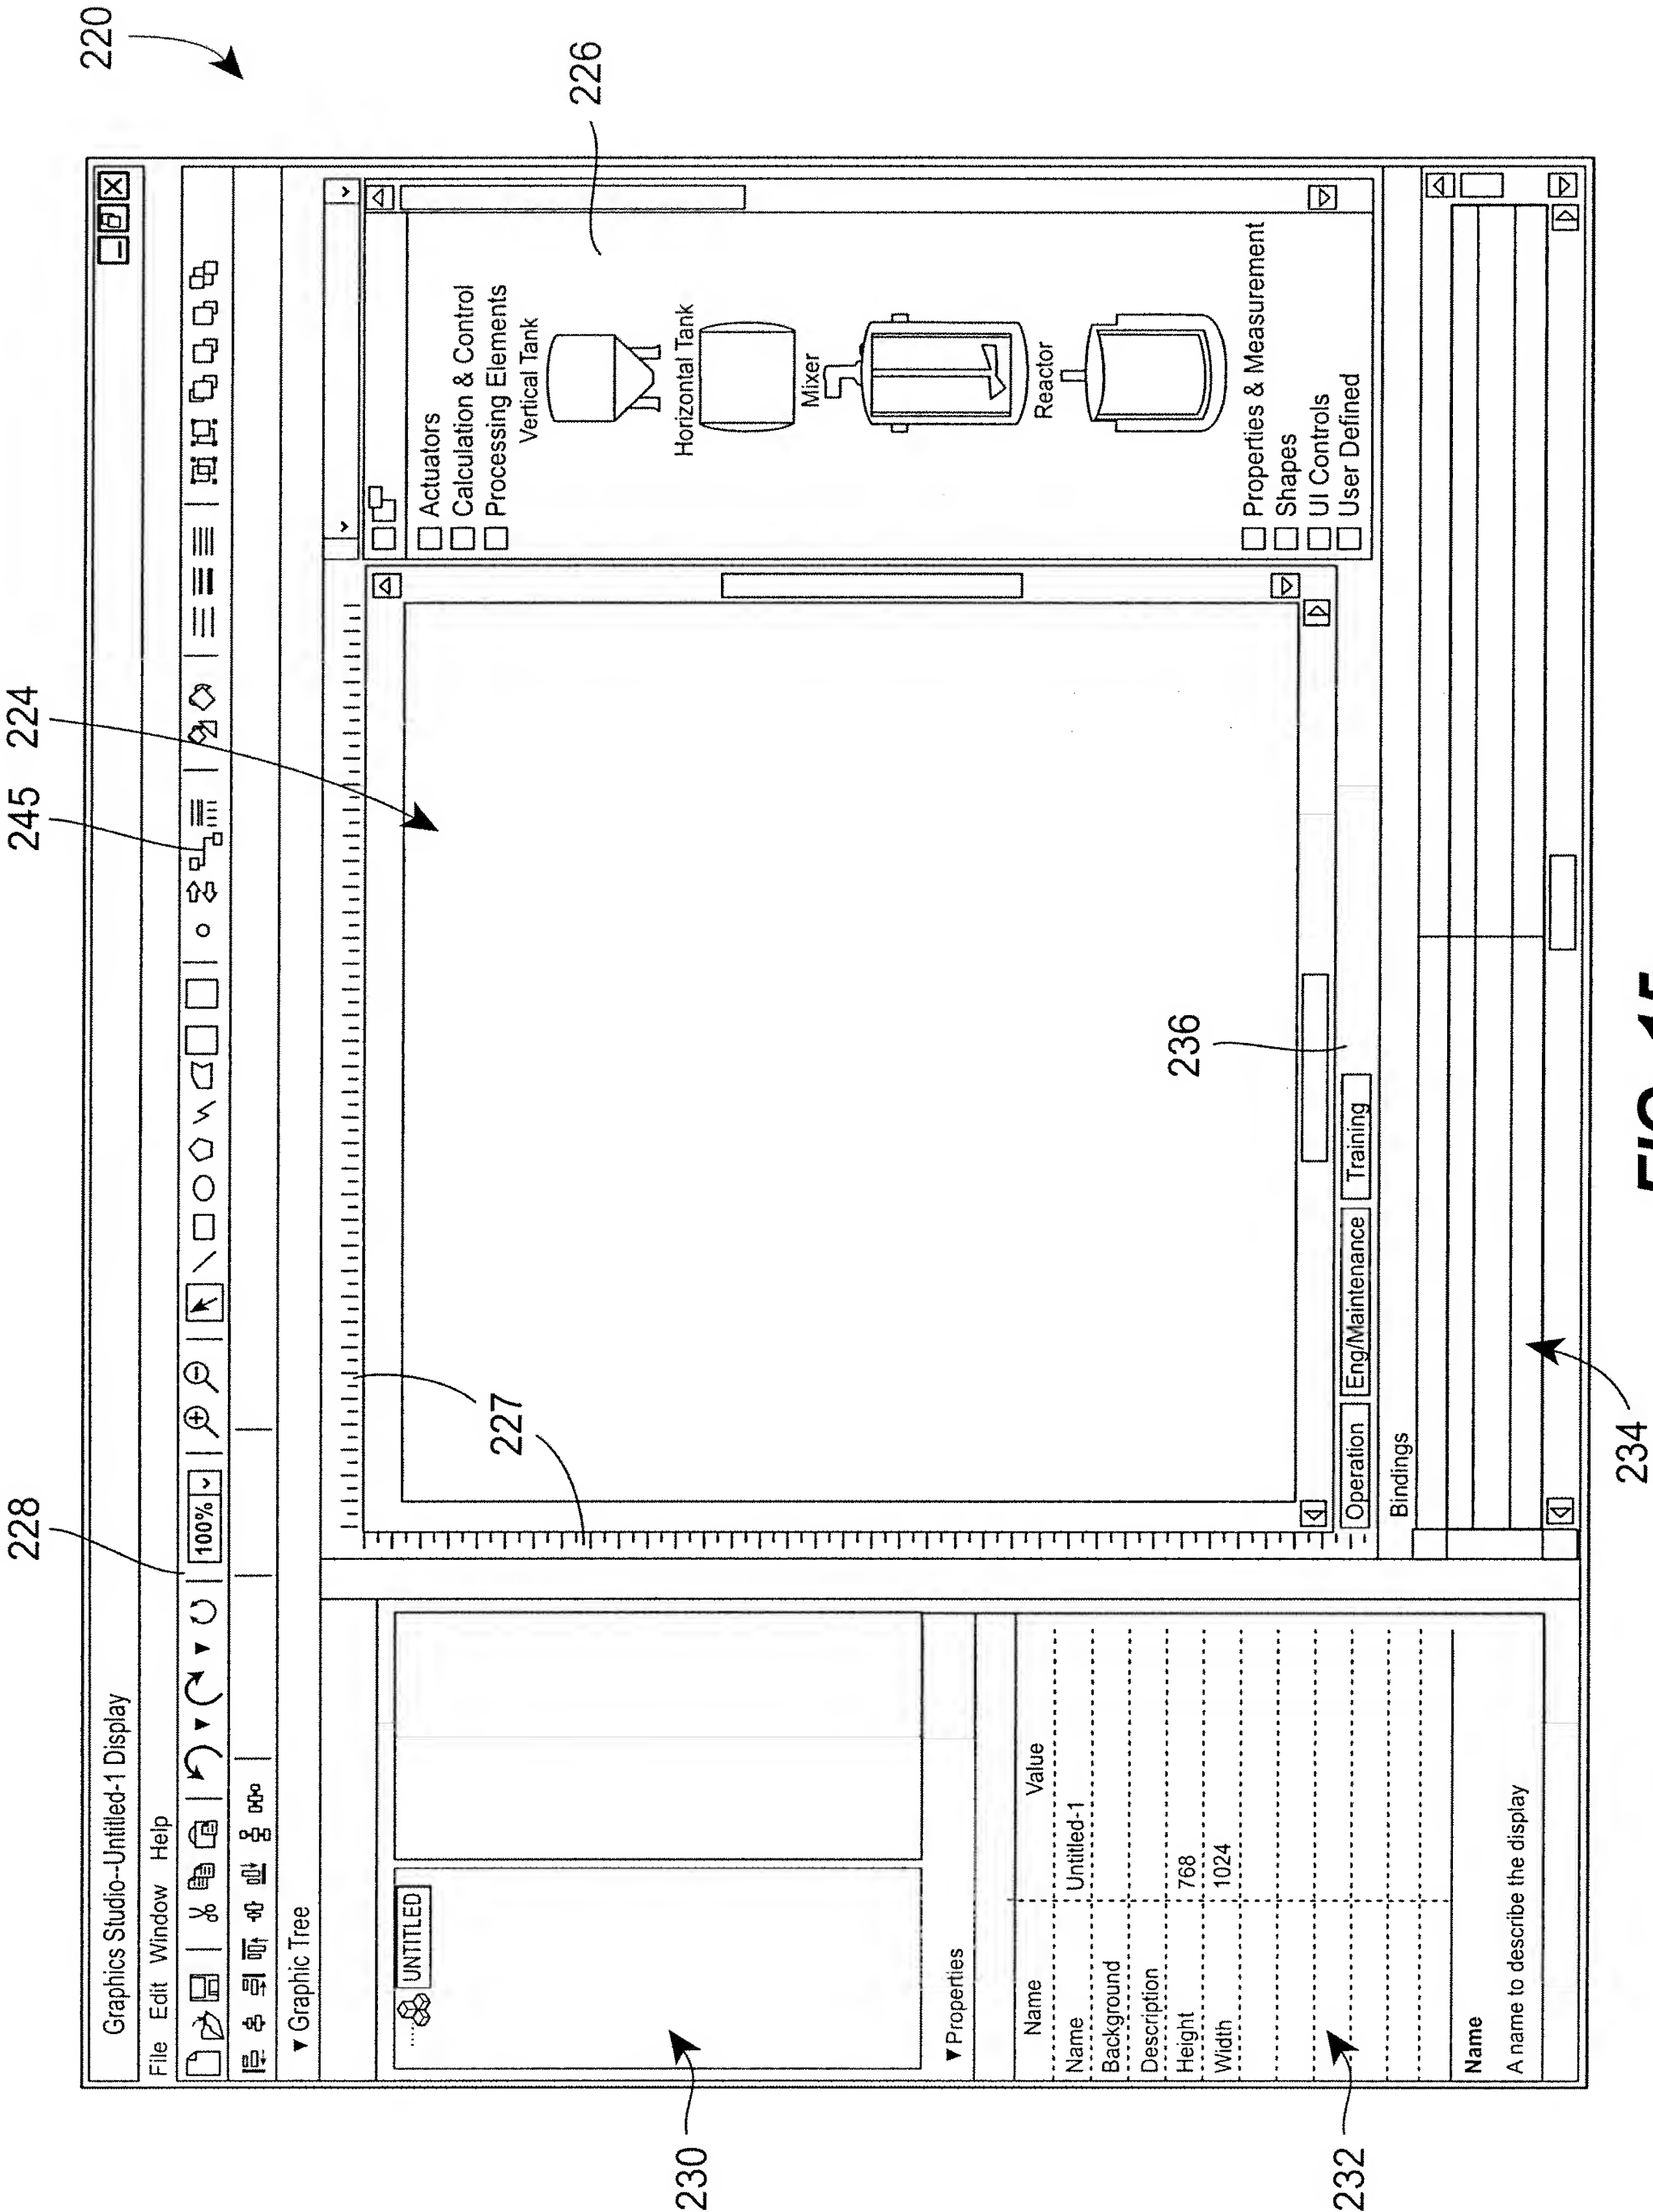 220
Graphics Studio--Untitled-1 Display
File Edit Window Help
228
245
224
100%
▾ Graphic Tree
UNTITLED
230
▾ Properties
Name Value
Name Untitled-1
Background
Description
Height 768
Width 1024
232
Name
A name to describe the display
227
226
Actuators
Calculation & Control
Processing Elements
Vertical Tank
Horizontal Tank
Mixer
Reactor
Properties & Measurement
Shapes
UI Controls
User Defined
236
Operation Eng/Maintenance Training
Bindings
234